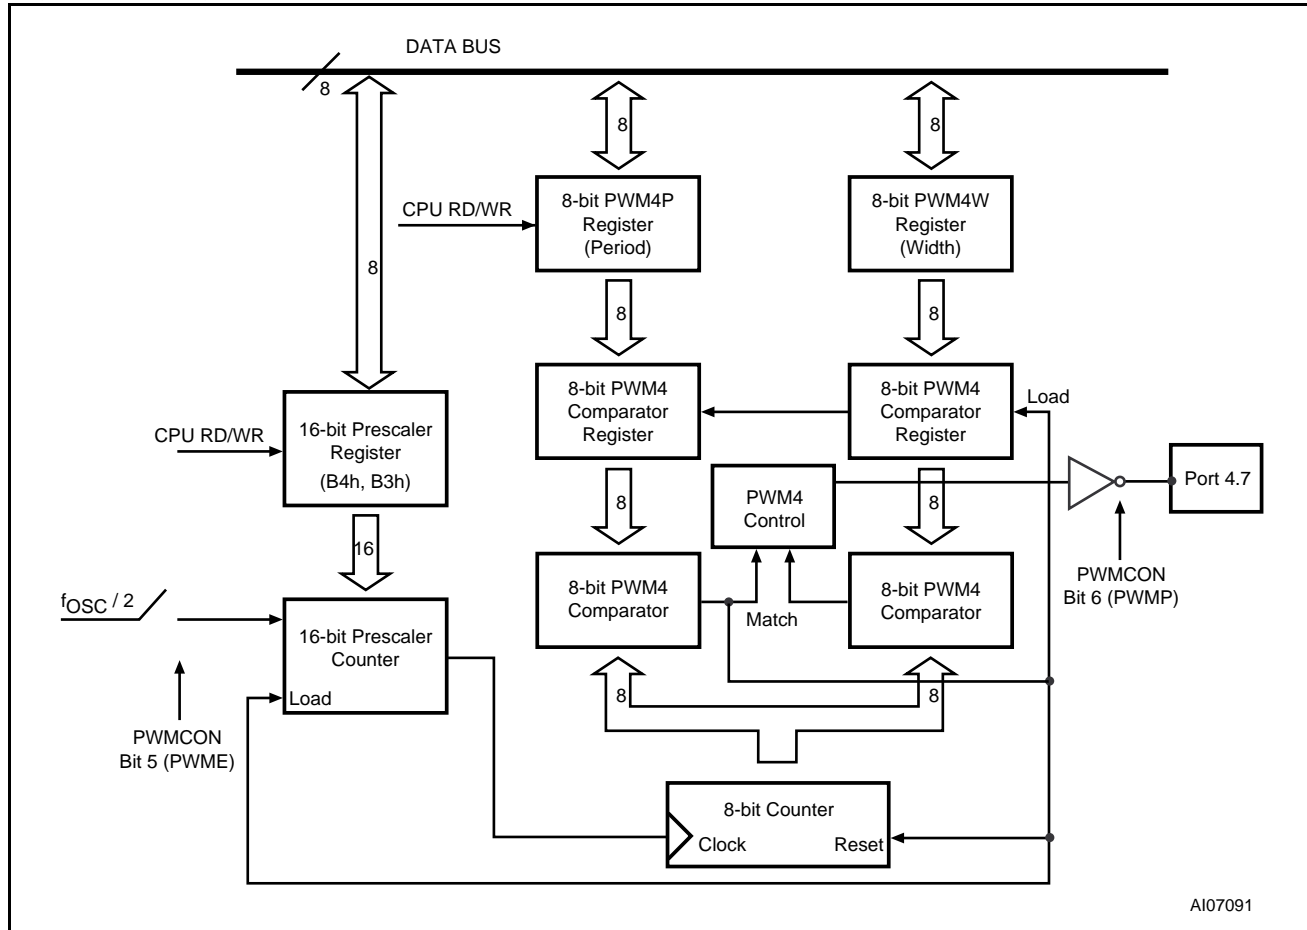 DATA BUS
8
8
8
8-bit PWM4P
Register
(Period)
8-bit PWM4W
Register
(Width)
CPU RD/WR
8
8
8
8-bit PWM4
Comparator
Register
8-bit PWM4
Comparator
Register
Load
CPU RD/WR
16-bit Prescaler
Register
(B4h, B3h)
PWM4
Control
Port 4.7
8
8
16
PWMCON
Bit 6 (PWMP)
fOSC / 2
16-bit Prescaler
Counter
Load
8-bit PWM4
Comparator
Match
8-bit PWM4
Comparator
8
8
PWMCON
Bit 5 (PWME)
8-bit Counter
Clock
Reset
AI07091